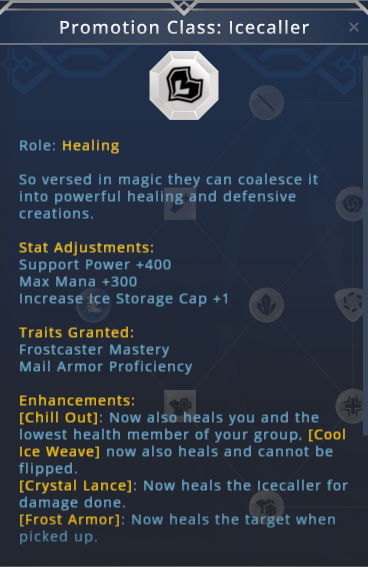 Promotion Class: Icecaller
Role: Healing
So versed in magic they can coalesce it
into powerful healing and defensive
creations.
Stat Adjustments:
Support Power +400
Max Mana +300
Increase Ice Storage Cap +1
Traits Granted:
Frostcaster Mastery
Mail Armor Proficiency
Enhancements:
[Chill Out]: Now also heals you and the
lowest health member of your group, [Cool
Ice Weave] now also heals and cannot be
flipped.
[Crystal Lance]: Now heals the Icecaller for
damage done.
[Frost Armor]: Now heals the target when
picked up.